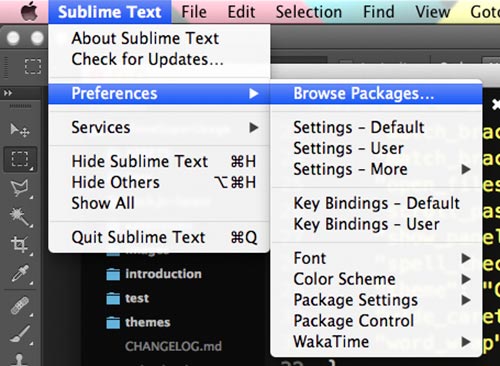 Sublime Text File Edit Selection Find View Goto
About Sublime Text
Check for Updates...
Preferences
Services
Hide Sublime Text ⌘H
Hide Others ⌥⌘H
Show All
Quit Sublime Text ⌘Q
Browse Packages...
Settings – Default
Settings – User
Settings – More
Key Bindings – Default
Key Bindings – User
Font
Color Scheme
Package Settings
Package Control
WakaTime
introduction
test
themes
CHANGELOG.md